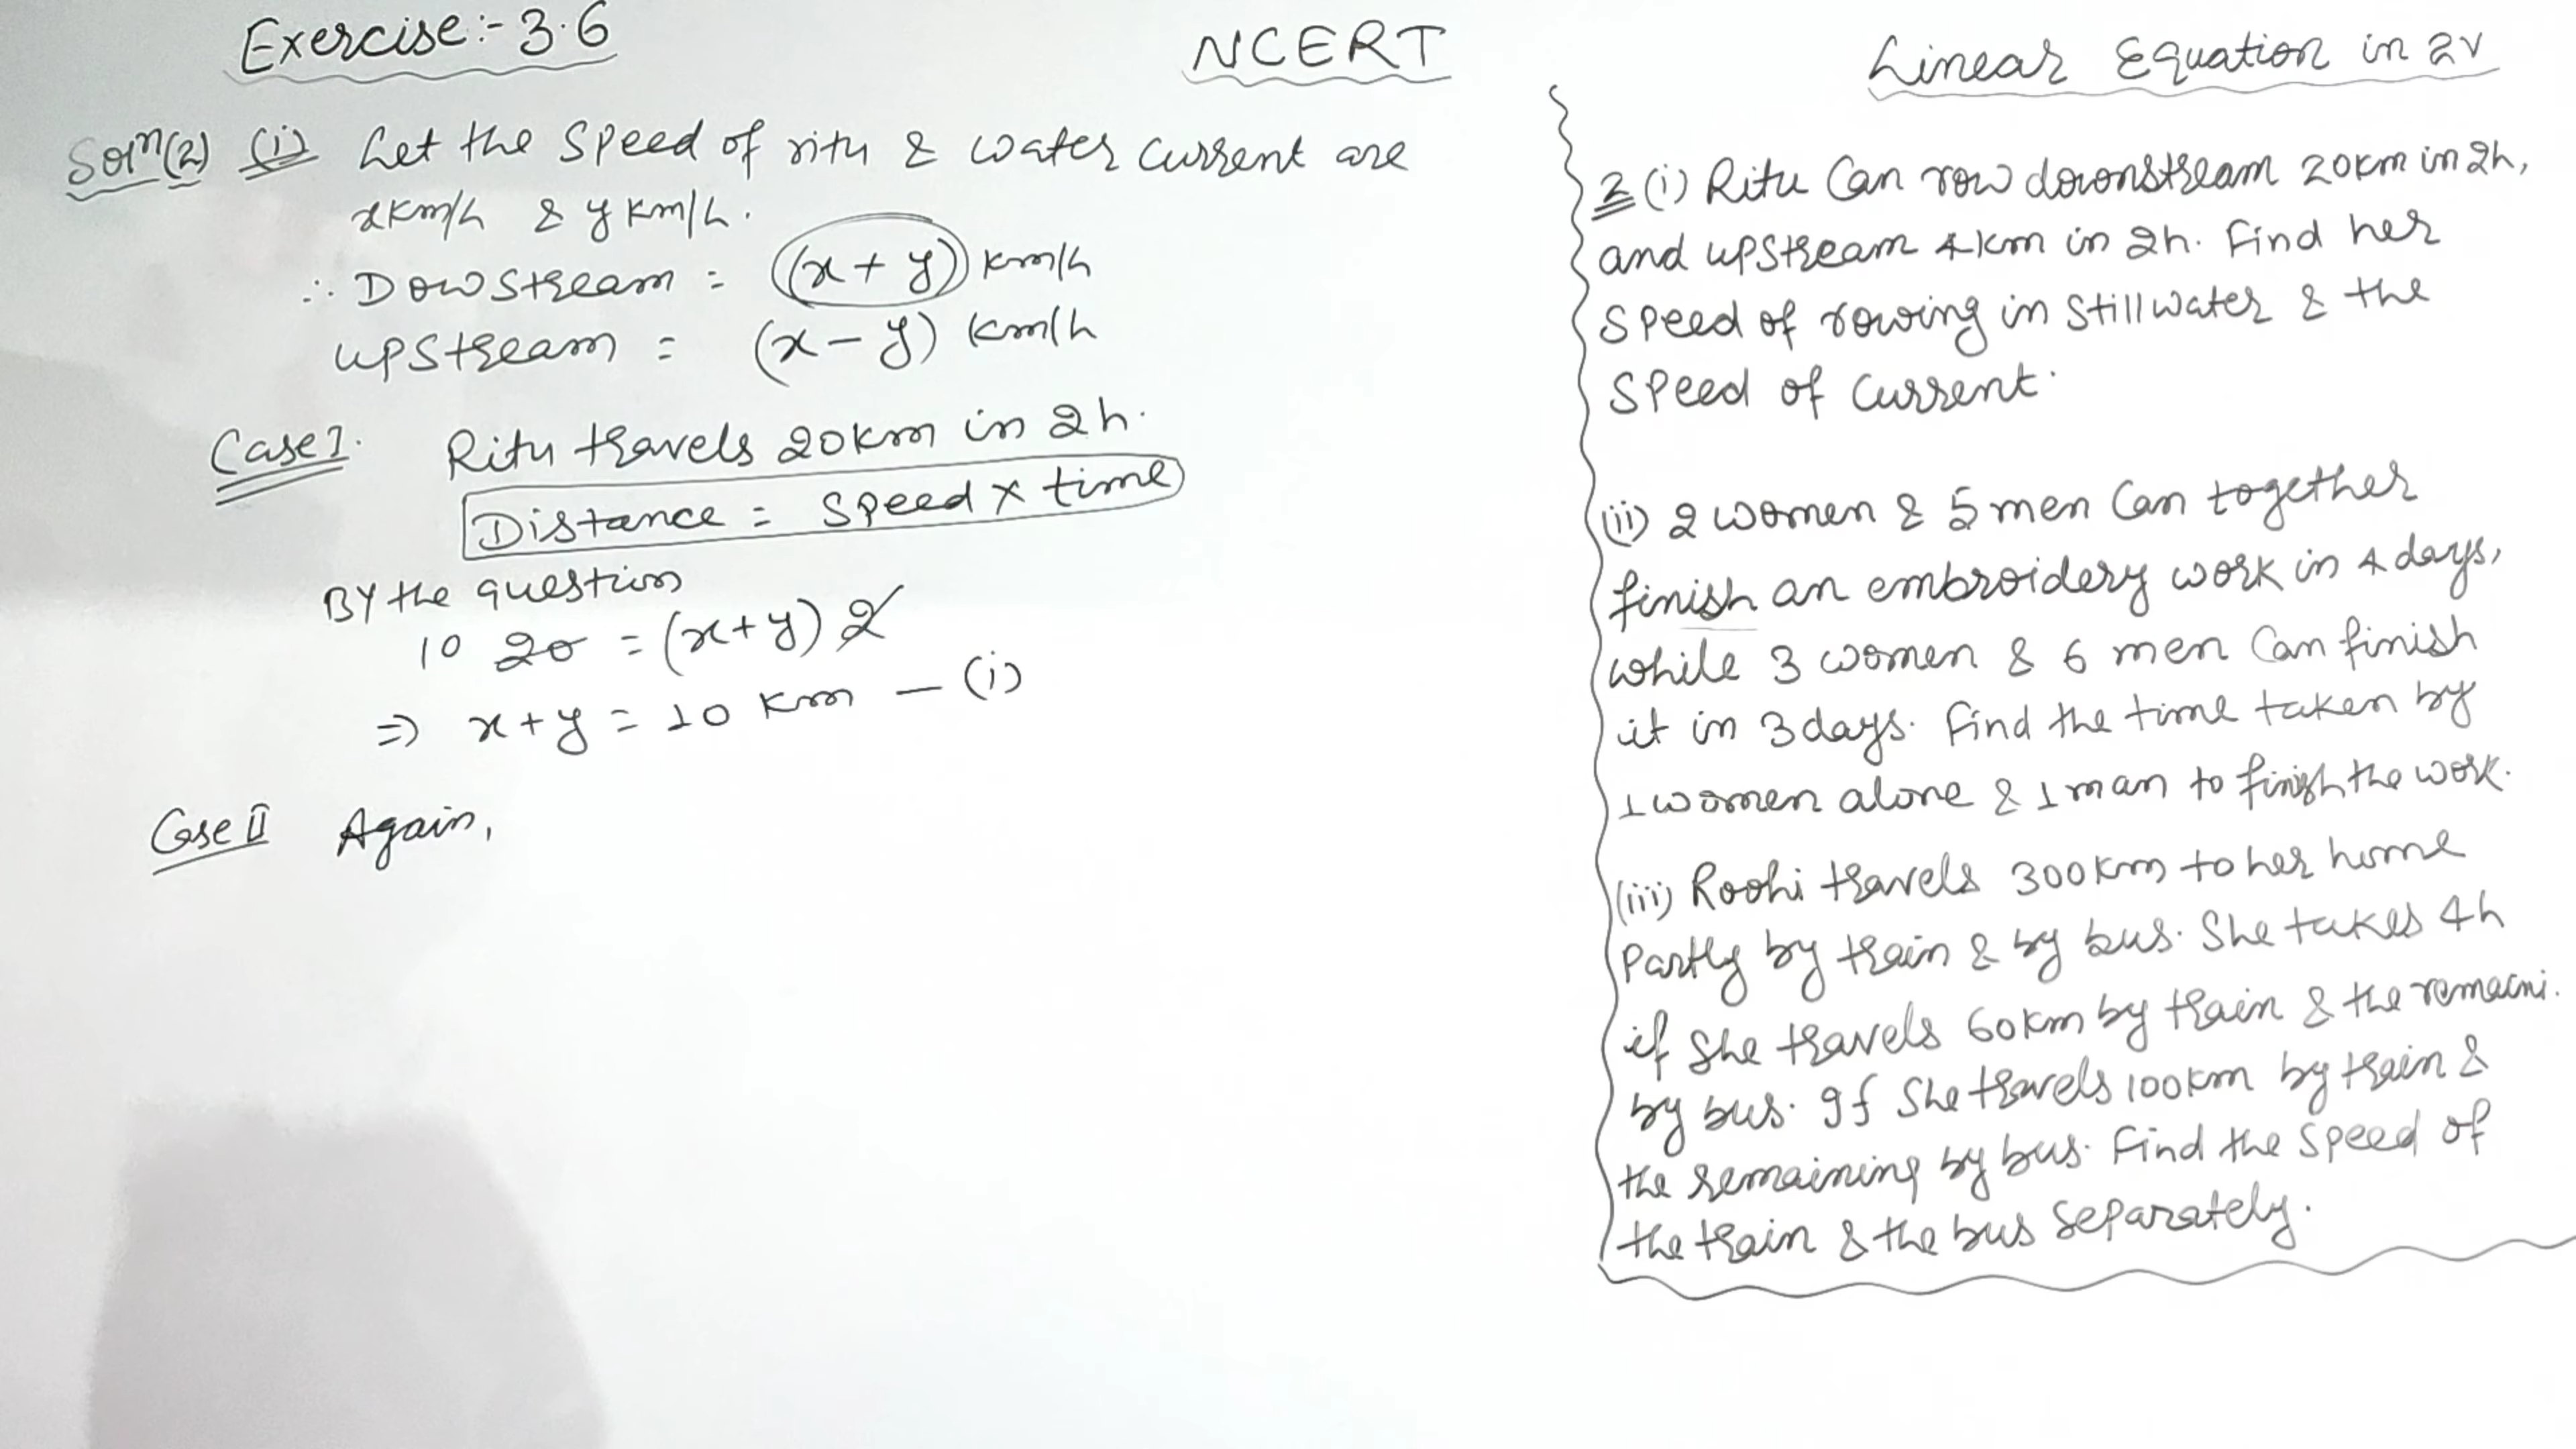 Exercise:- 3.6
NCERT
Linear Equation in 2v
Solⁿ(2) (i) Let the speed of ritu & water current are
x km/h & y km/h.
∴ Dowstream = (x + y) km/h
upstream = (x - y) km/h
Case I. Ritu travels 20km in 2h.
Distance = speed × time
BY the question
10 20 = (x+y) 2
⇒ x + y = 10 km — (i)
Case II Again,
2 (i) Ritu Can row downstream 20km in 2h,
and upstream 4km in 2h. Find her
speed of rowing in still water & the
speed of current.
(ii) 2 women & 5 men Can together
finish an embroidery work in 4 days,
while 3 women & 6 men Can finish
it in 3 days. Find the time taken by
1 women alone & 1 man to finish the work.
(iii) Roohi travels 300km to her home
Partly by train & by bus. She takes 4h
if she travels 60km by train & the remaini.
by bus. If She travels 100km by train &
the remaining by bus. Find the speed of
the train & the bus separately.